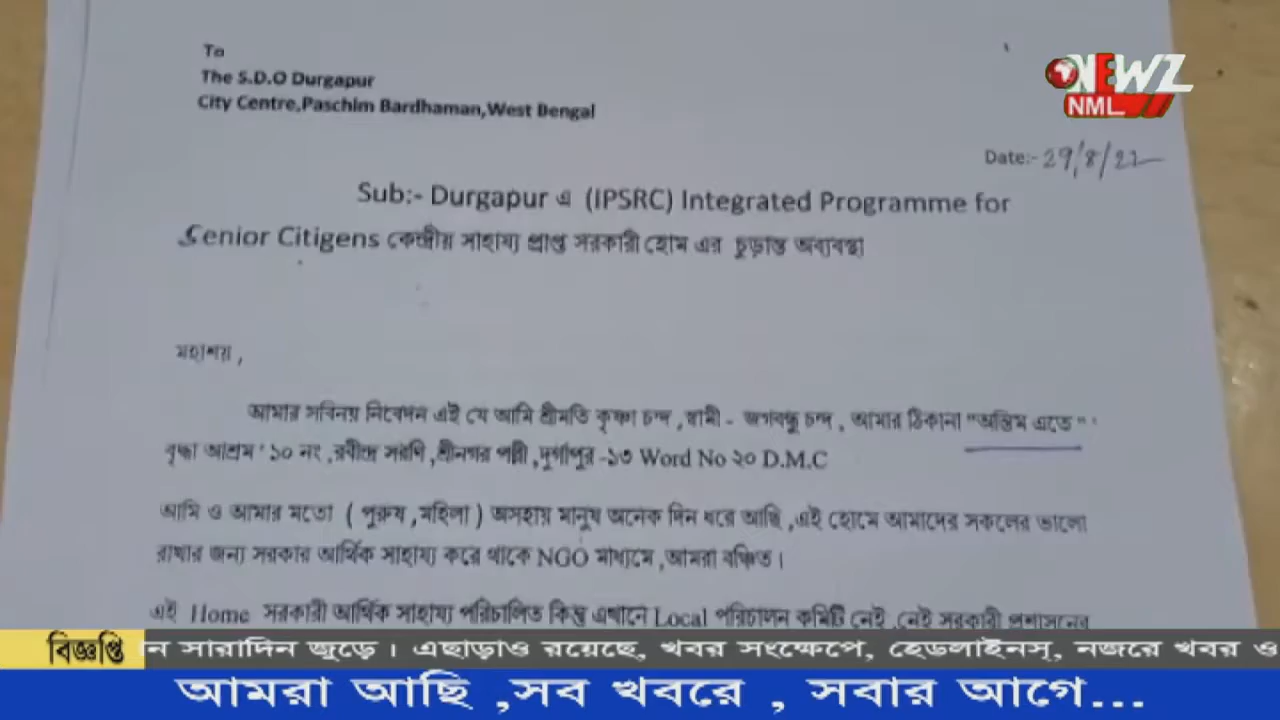 To
The S.D.O Durgapur
City Centre,Paschim Bardhaman,West Bengal
NEWZ
NML
Date:- 29/8/22
Sub:- Durgapur এ (IPSRC) Integrated Programme for
Senior Citigens কেন্দ্রীয় সাহায্য প্রাপ্ত সরকারী হোম এর চুড়ান্ত অব্যবস্থা
মহাশয় ,
আমার সবিনয় নিবেদন এই যে আমি শ্রীমতি কৃষ্ণা চন্দ ,স্বামী - জগবন্ধু চন্দ , আমার ঠিকানা "অন্তিম এতে" '
বৃদ্ধা আশ্রম ' ১০ নং ,রবীন্দ্র সরণি ,শ্রীনগর পল্লী ,দুর্গাপুর -১৩ Word No ২০ D.M.C
আমি ও আমার মতো ( পুরুষ ,মহিলা ) অসহায় মানুষ অনেক দিন ধরে আছি ,এই হোমে আমাদের সকলের ভালো
রাখার জন্য সরকার আর্থিক সাহায্য করে থাকে NGO মাধ্যমে ,আমরা বঞ্চিত ।
এই Home সরকারী আর্থিক সাহায্য পরিচালিত কিন্তু এখানে Local পরিচালন কমিটি নেই ,নেই সরকারী প্রশাসনের
বিজ্ঞপ্তি নে সারাদিন জুড়ে । এছাড়াও রয়েছে, খবর সংক্ষেপে, হেডলাইনস্, নজরে খবর ও
আমরা আছি ,সব খবরে , সবার আগে...